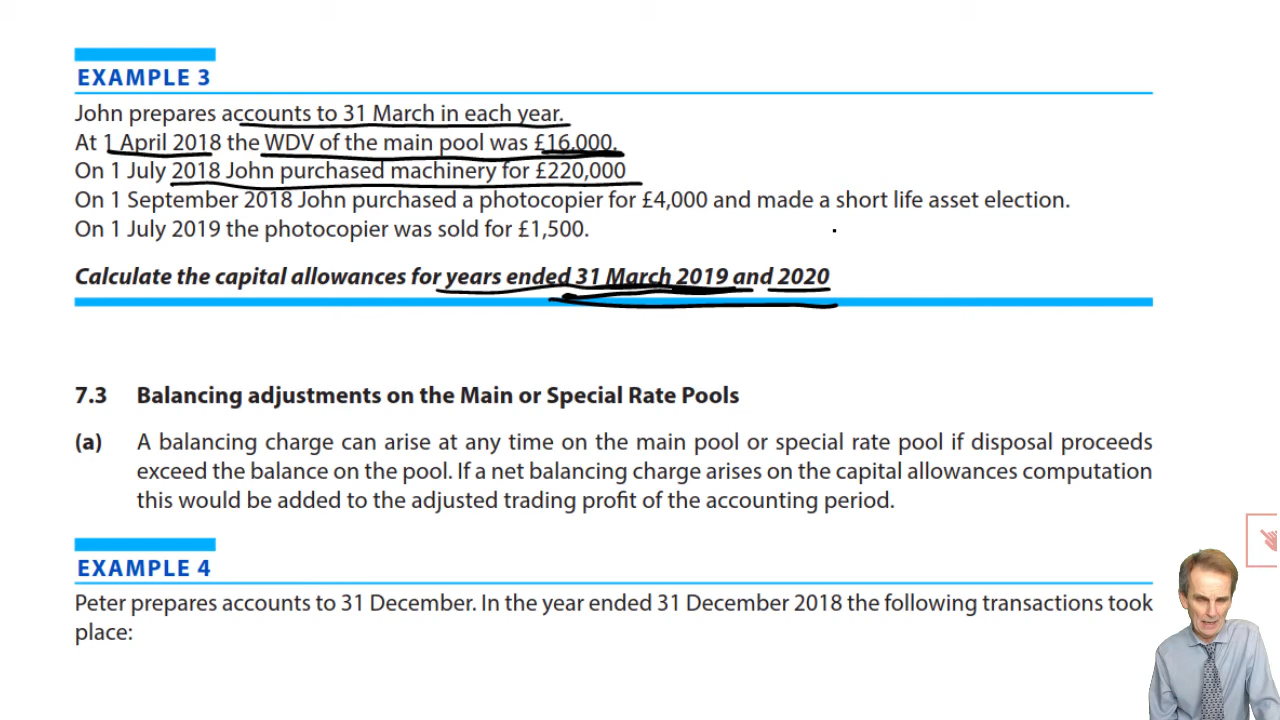 EXAMPLE 3
John prepares accounts to 31 March in each year.
At 1 April 2018 the WDV of the main pool was £16,000.
On 1 July 2018 John purchased machinery for £220,000
On 1 September 2018 John purchased a photocopier for £4,000 and made a short life asset election.
On 1 July 2019 the photocopier was sold for £1,500.
Calculate the capital allowances for years ended 31 March 2019 and 2020
7.3 Balancing adjustments on the Main or Special Rate Pools
(a) A balancing charge can arise at any time on the main pool or special rate pool if disposal proceeds
exceed the balance on the pool. If a net balancing charge arises on the capital allowances computation
this would be added to the adjusted trading profit of the accounting period.
EXAMPLE 4
Peter prepares accounts to 31 December. In the year ended 31 December 2018 the following transactions took
place: